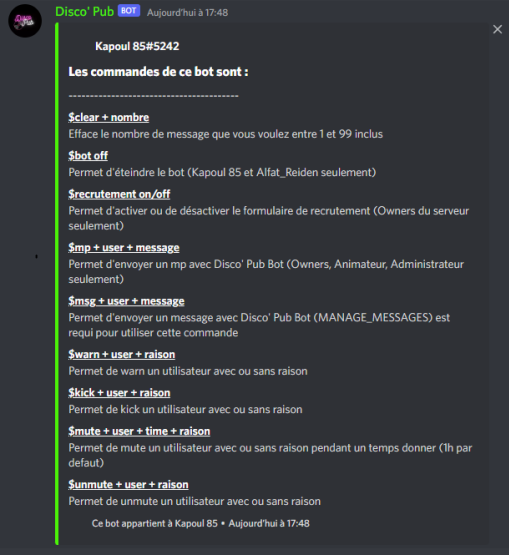 Disco' Pub BOT Aujourd'hui à 17:48
Kapoul 85#5242
Les commandes de ce bot sont :
----------------------------------------
$clear + nombre
Efface le nombre de message que vous voulez entre 1 et 99 inclus
$bot off
Permet d'éteindre le bot (Kapoul 85 et Alfat_Reiden seulement)
$recrutement on/off
Permet d'activer ou de désactiver le formulaire de recrutement (Owners du serveur
seulement)
$mp + user + message
Permet d'envoyer un mp avec Disco' Pub Bot (Owners, Animateur, Administrateur
seulement)
$msg + user + message
Permet d'envoyer un message avec Disco' Pub Bot (MANAGE_MESSAGES) est
requi pour utiliser cette commande
$warn + user + raison
Permet de warn un utilisateur avec ou sans raison
$kick + user + raison
Permet de kick un utilisateur avec ou sans raison
$mute + user + time + raison
Permet de mute un utilisateur avec ou sans raison pendant un temps donner (1h par
defaut)
$unmute + user + raison
Permet de unmute un utilisateur avec ou sans raison
Ce bot appartient à Kapoul 85 • Aujourd'hui à 17:48